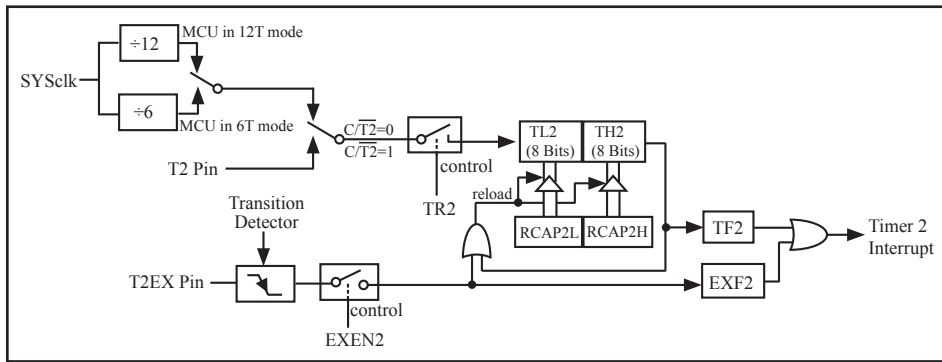 ÷12
MCU in 12T mode
SYSclk
÷6
MCU in 6T mode
C/T2=0
C/T2=1
T2 Pin
control
TR2
TL2
(8 Bits)
TH2
(8 Bits)
reload
RCAP2L
RCAP2H
Transition
Detector
T2EX Pin
control
EXEN2
TF2
EXF2
Timer 2
Interrupt